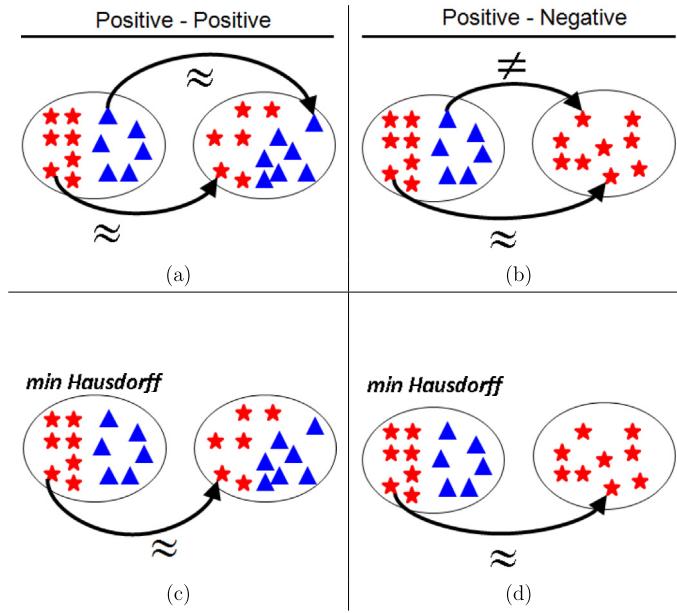 Positive - Positive
Positive - Negative
≈
≠
≈
≈
(a)
(b)
min Hausdorff
min Hausdorff
≈
≈
(c)
(d)